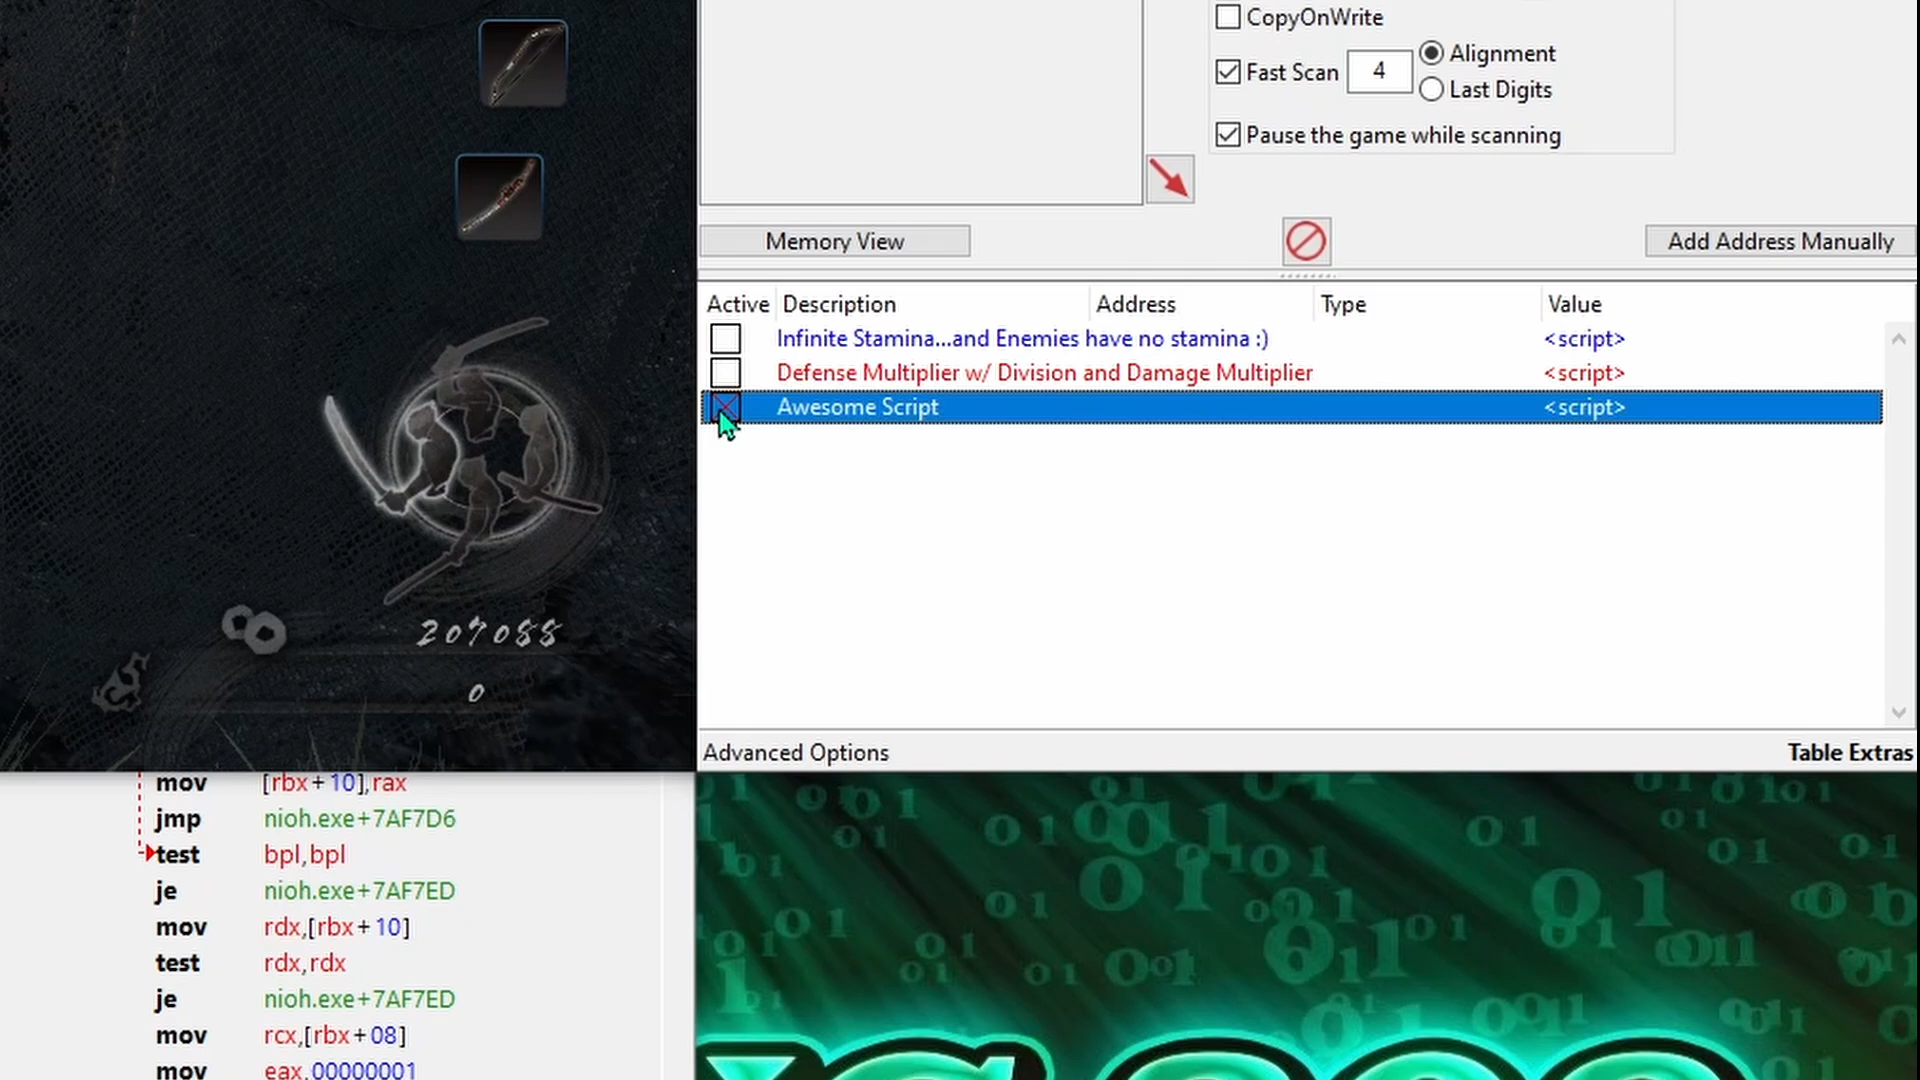 CopyOnWrite
Fast Scan 4 Alignment
Last Digits
Pause the game while scanning
Memory View
Add Address Manually
Active Description Address Type Value
Infinite Stamina...and Enemies have no stamina :) <script>
Defense Multiplier w/ Division and Damage Multiplier <script>
Awesome Script <script>
207088
0
Advanced Options Table Extras
mov [rbx+10],rax
jmp nioh.exe+7AF7D6
test bpl,bpl
je nioh.exe+7AF7ED
mov rdx,[rbx+10]
test rdx,rdx
je nioh.exe+7AF7ED
mov rcx,[rbx+08]
mov eax,00000001